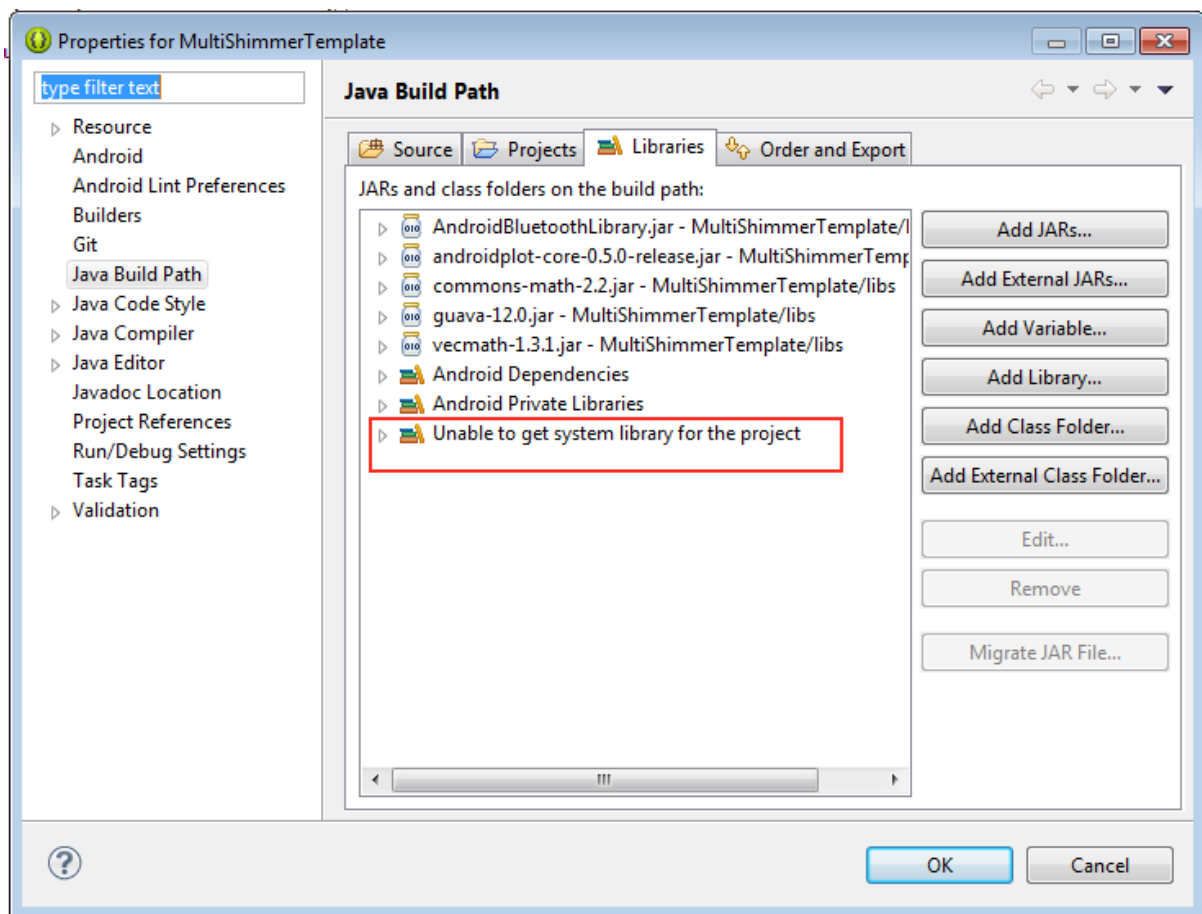 Properties for MultiShimmerTemplate
type filter text
Resource
Android
Android Lint Preferences
Builders
Git
Java Build Path
Java Code Style
Java Compiler
Java Editor
Javadoc Location
Project References
Run/Debug Settings
Task Tags
Validation
Java Build Path
Source
Projects
Libraries
Order and Export
JARs and class folders on the build path:
AndroidBluetoothLibrary.jar - MultiShimmerTemplate/l
androidplot-core-0.5.0-release.jar - MultiShimmerTemp
commons-math-2.2.jar - MultiShimmerTemplate/libs
guava-12.0.jar - MultiShimmerTemplate/libs
vecmath-1.3.1.jar - MultiShimmerTemplate/libs
Android Dependencies
Android Private Libraries
Unable to get system library for the project
Add JARs...
Add External JARs...
Add Variable...
Add Library...
Add Class Folder...
Add External Class Folder...
Edit...
Remove
Migrate JAR File...
OK
Cancel